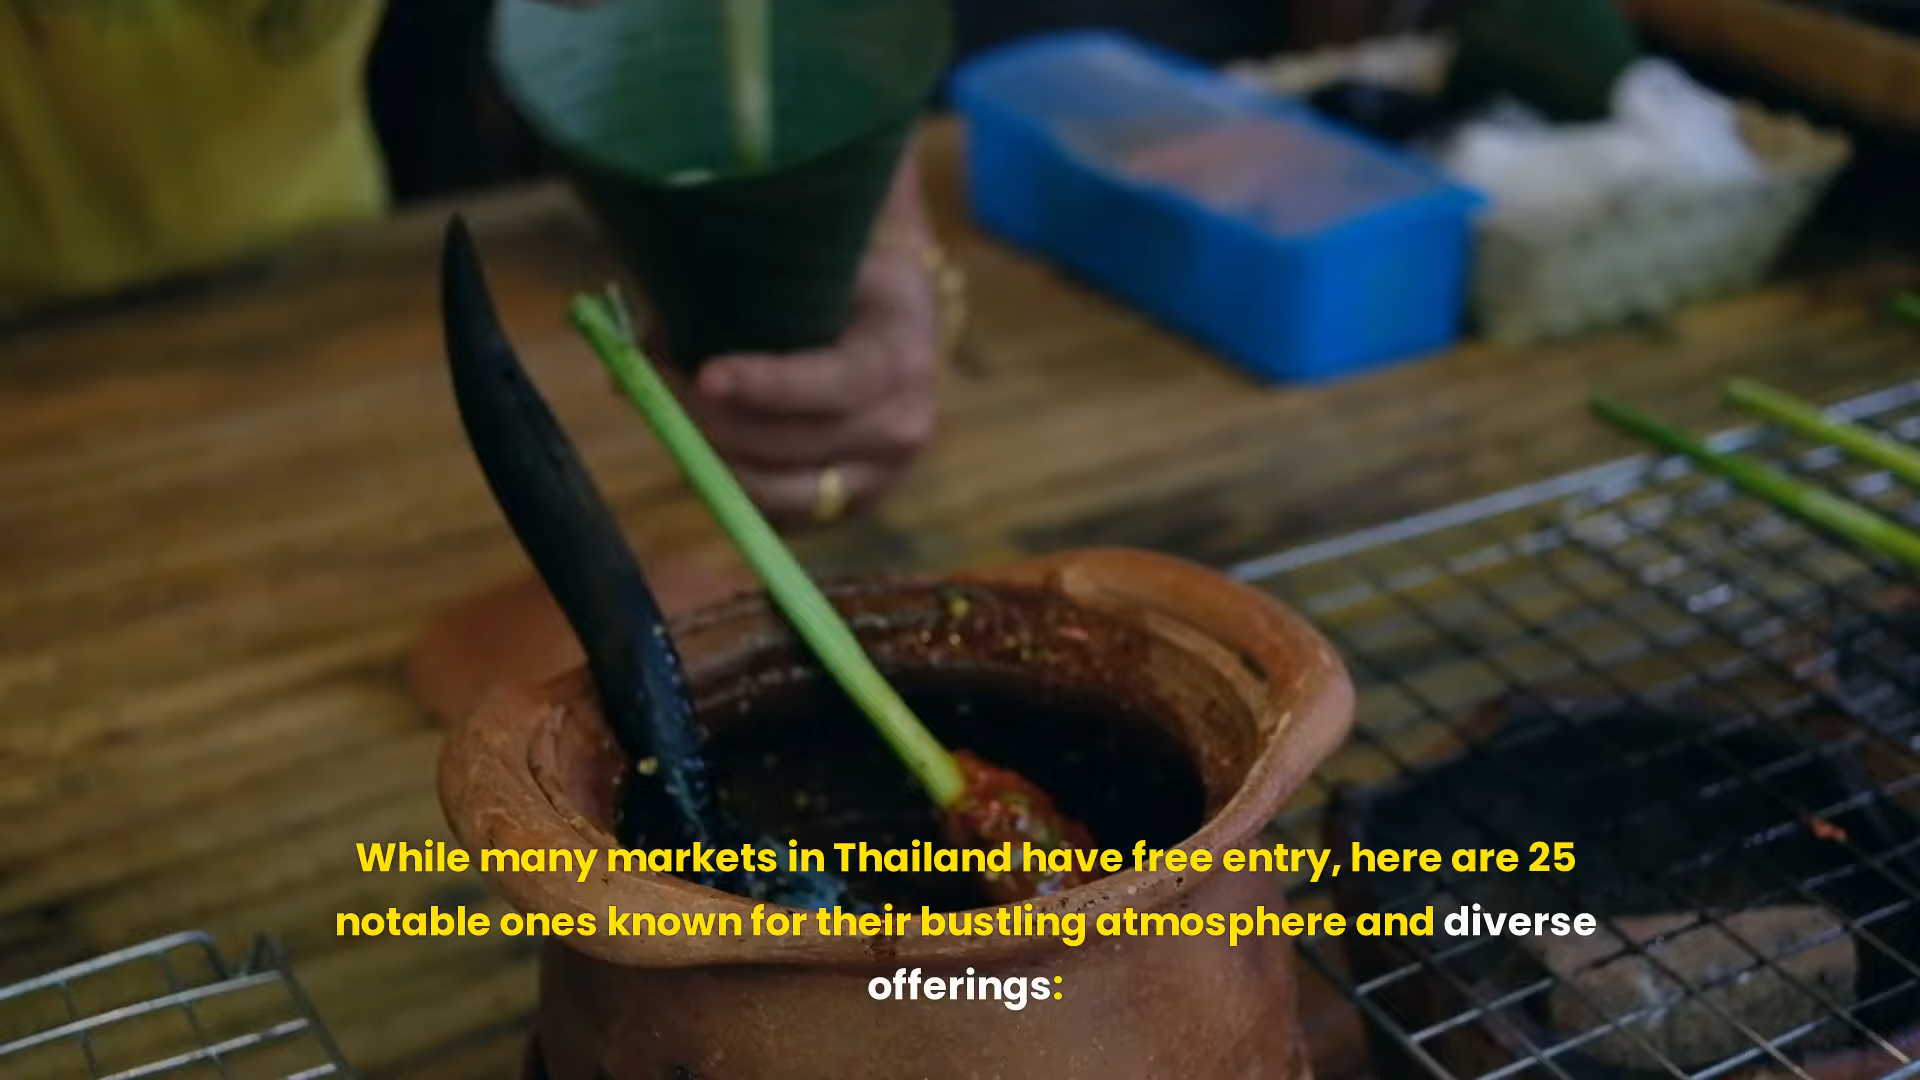 While many markets in Thailand have free entry, here are 25
notable ones known for their bustling atmosphere and diverse
offerings: